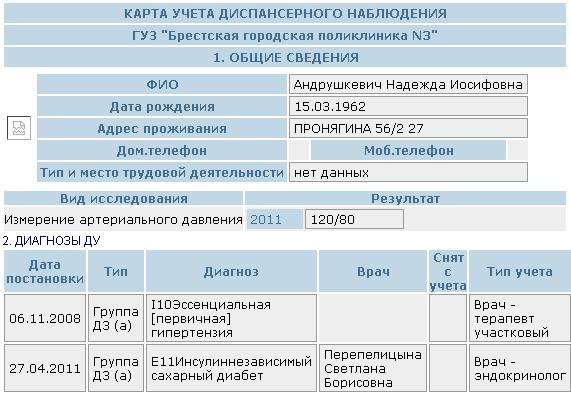 КАРТА УЧЕТА ДИСПАНСЕРНОГО НАБЛЮДЕНИЯ
ГУЗ "Брестская городская поликлиника N3"
1. ОБЩИЕ СВЕДЕНИЯ
ФИО Андрушкевич Надежда Иосифовна
Дата рождения 15.03.1962
Адрес проживания ПРОНЯГИНА 56/2 27
Дом.телефон Моб.телефон
Тип и место трудовой деятельности нет данных
Вид исследования Результат
Измерение артериального давления 2011 120/80
2. ДИАГНОЗЫ ДУ
Дата постановки Тип Диагноз Врач Снят с учета Тип учета
06.11.2008 Группа ДЗ (а) I10Эссенциальная [первичная] гипертензия Врач - терапевт участковый
27.04.2011 Группа ДЗ (а) E11Инсулиннезависимый сахарный диабет Перепелицына Светлана Борисовна Врач - эндокринолог